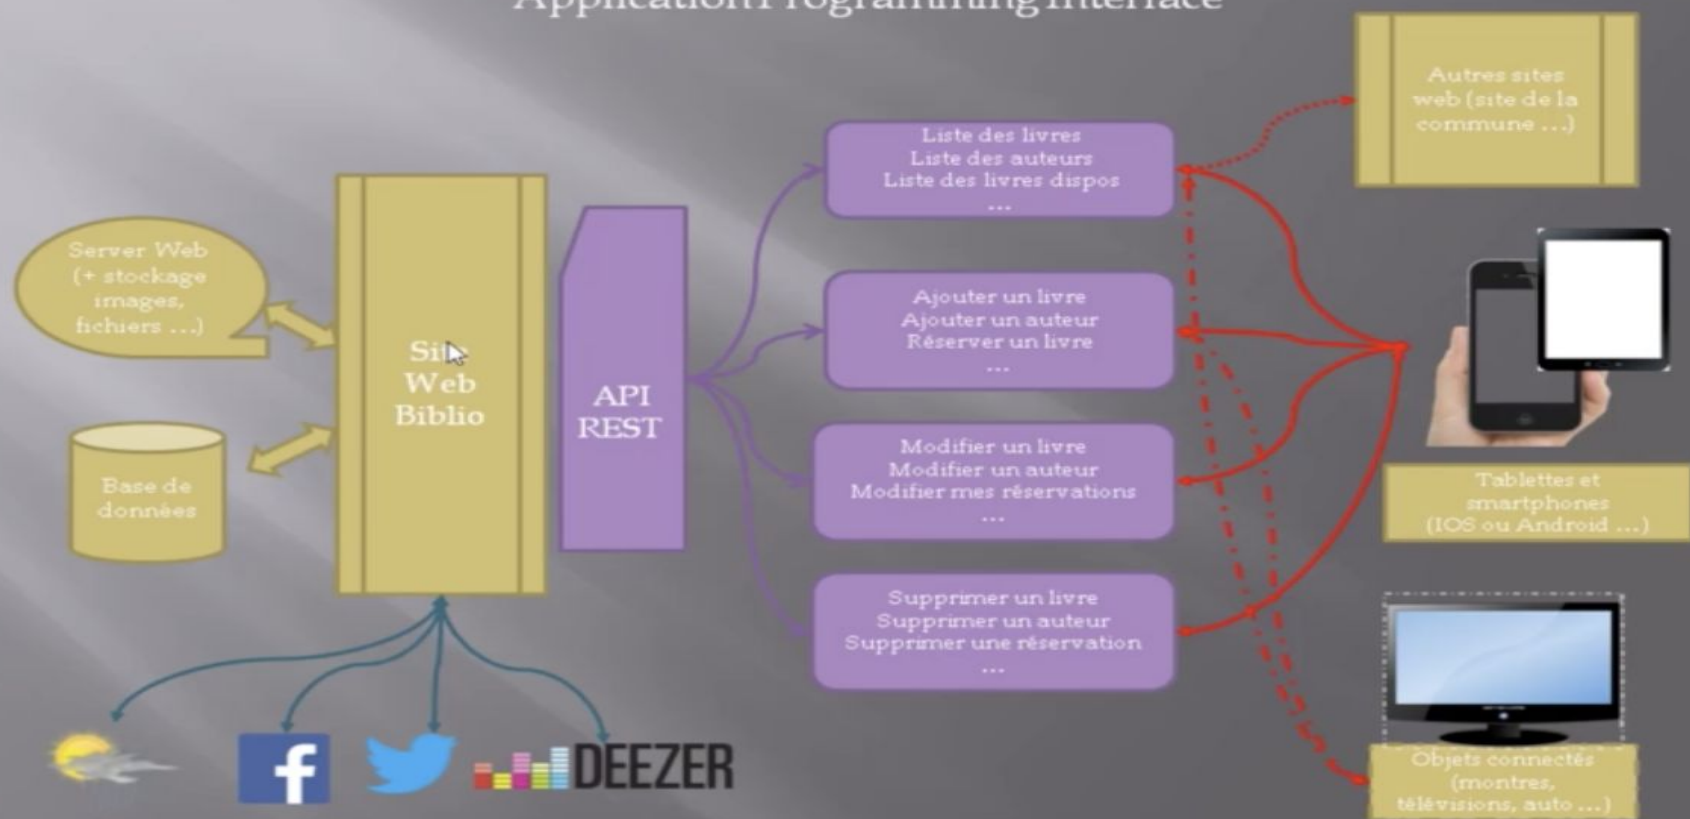 Application Programming Interface
Autres sites
web (site de la
commune ...)
Liste des livres
Liste des auteurs
Liste des livres dispos
...
Server Web
(+ stockage
images,
fichiers ...)
Site
Web
Biblio
API
REST
Ajouter un livre
Ajouter un auteur
Réserver un livre
...
Base de
données
Modifier un livre
Modifier un auteur
Modifier mes réservations
...
Tablettes et
smartphones
(IOS ou Android ...)
Supprimer un livre
Supprimer un auteur
Supprimer une réservation
...
f
DEEZER
Objets connectés
(montres,
télévisions, auto ...)